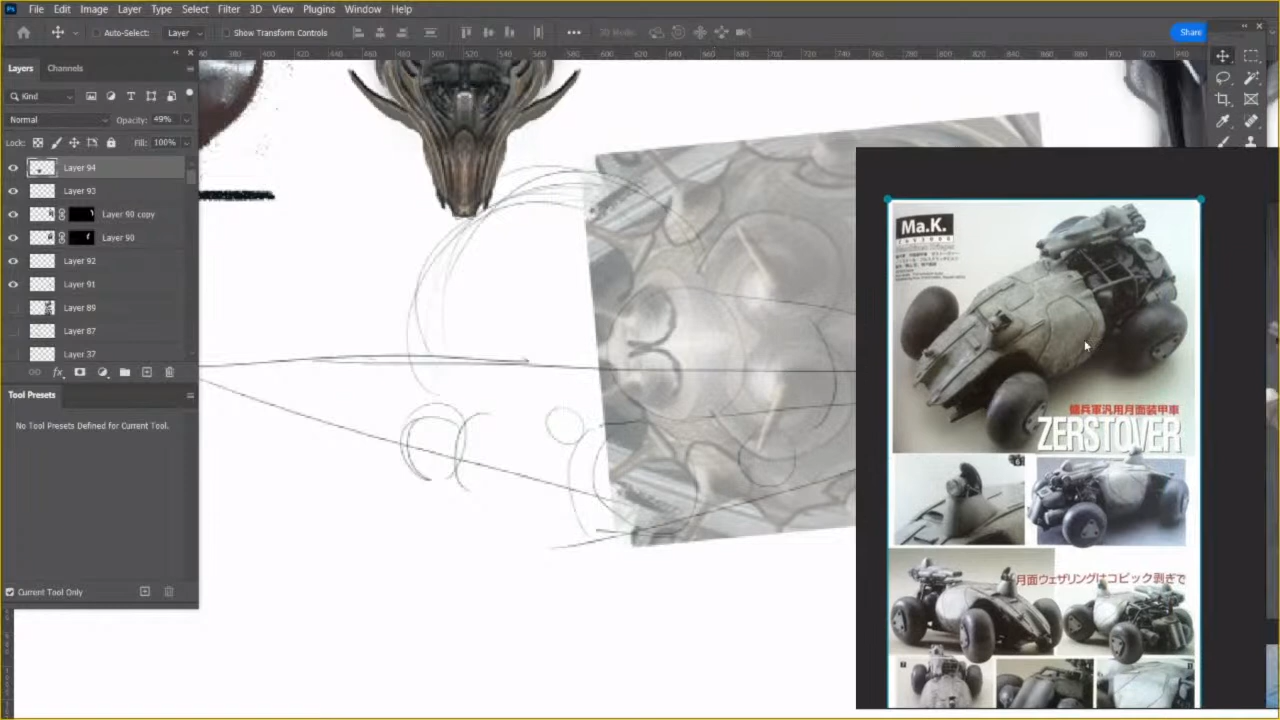 Ps File Edit Image Layer Type Select Filter 3D View Plugins Window Help
Auto-Select: Layer Show Transform Controls 3D Mode: Share
Layers Channels
Kind
Normal Opacity: 49%
Lock: Fill: 100%
Layer 94
Layer 93
Layer 90 copy
Layer 90
Layer 92
Layer 91
Layer 89
Layer 87
Layer 37
Tool Presets
No Tool Presets Defined for Current Tool.
Current Tool Only
Ma.K.
傭兵軍汎用月面装甲車
ZERSTOVER
月面ウェザリングはコピック剥ぎで